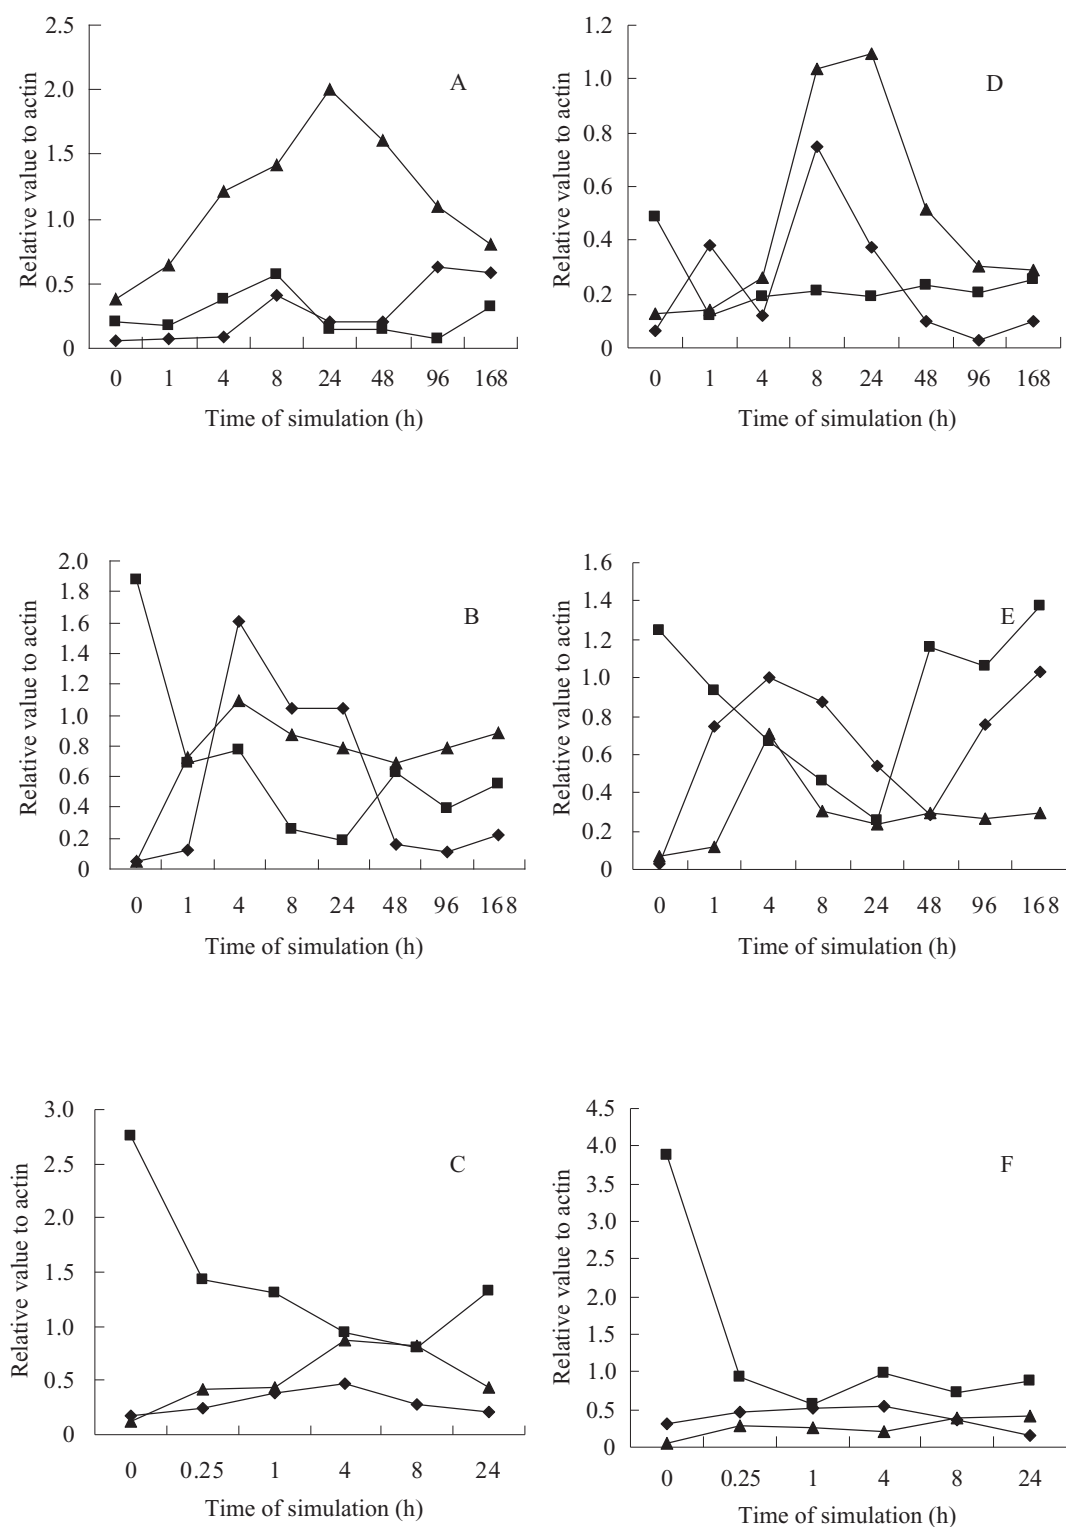 A
Relative value to actin
2.5
2.0
1.5
1.0
0.5
0
0 1 4 8 24 48 96 168
Time of simulation (h)
D
Relative value to actin
1.2
1.0
0.8
0.6
0.4
0.2
0
0 1 4 8 24 48 96 168
Time of simulation (h)
B
Relative value to actin
2.0
1.8
1.6
1.4
1.2
1.0
0.8
0.6
0.4
0.2
0
0 1 4 8 24 48 96 168
Time of simulation (h)
E
Relative value to actin
1.6
1.4
1.2
1.0
0.8
0.6
0.4
0.2
0
0 1 4 8 24 48 96 168
Time of simulation (h)
C
Relative value to actin
3.0
2.5
2.0
1.5
1.0
0.5
0
0 0.25 1 4 8 24
Time of simulation (h)
F
Relative value to actin
4.5
4.0
3.5
3.0
2.5
2.0
1.5
1.0
0.5
0
0 0.25 1 4 8 24
Time of simulation (h)